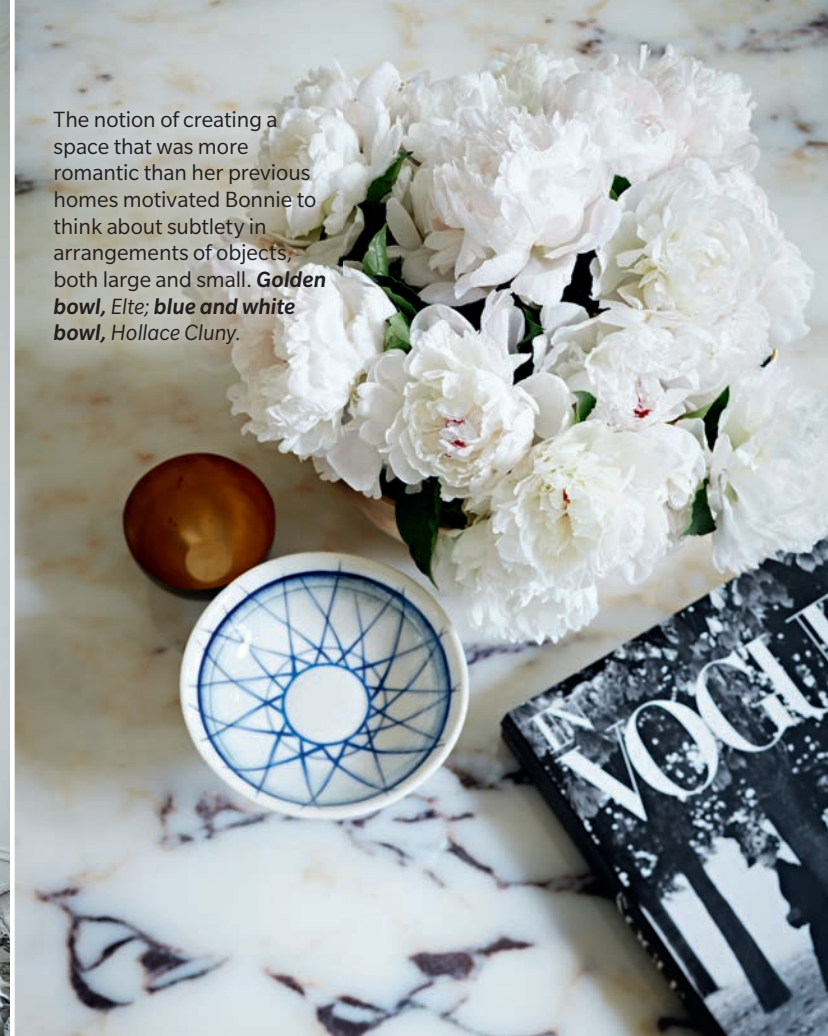 The notion of creating a
space that was more
romantic than her previous
homes motivated Bonnie to
think about subtlety in
arrangements of objects,
both large and small. Golden
bowl, Elte; blue and white
bowl, Hollace Cluny.
IN
VOGUE